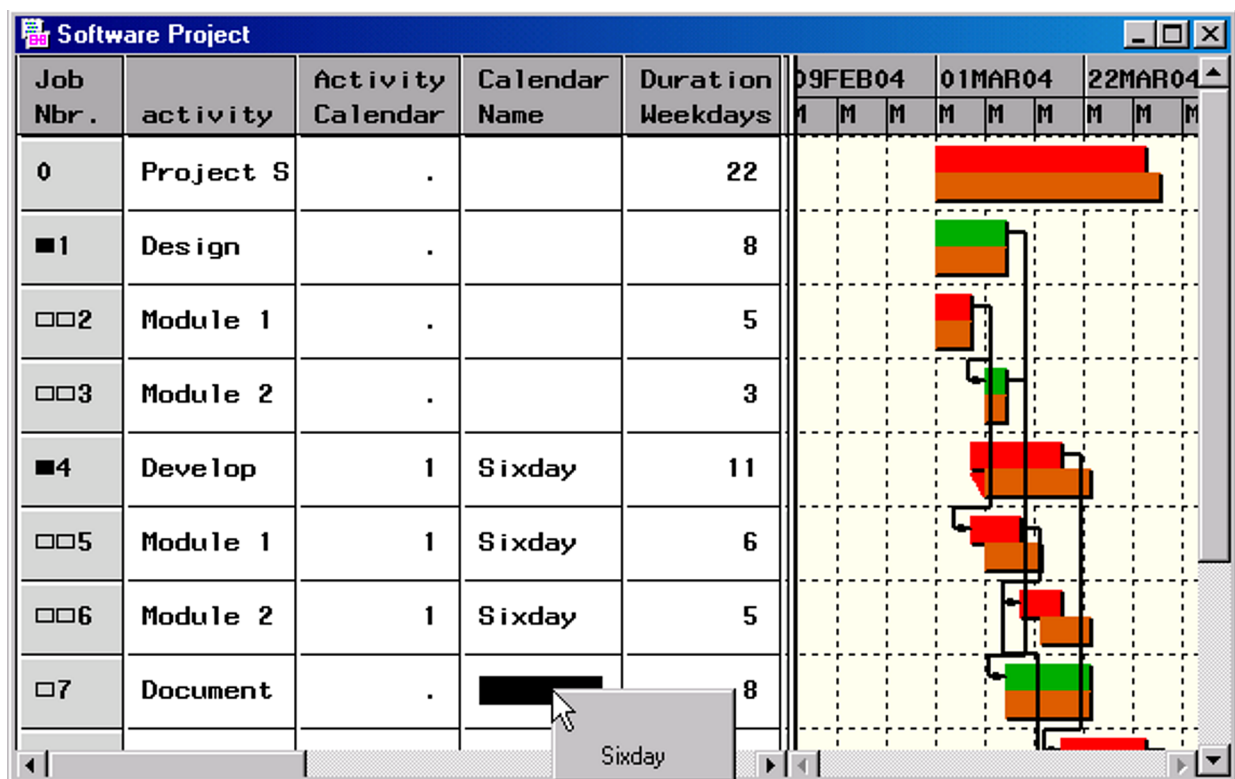 Software Project
Job Nbr. activity Activity Calendar Calendar Name Duration Weekdays
09FEB04 01MAR04 22MAR04
M M M M M M M M M
0 Project S . 22
1 Design . 8
2 Module 1 . 5
3 Module 2 . 3
4 Develop 1 Sixday 11
5 Module 1 1 Sixday 6
6 Module 2 1 Sixday 5
7 Document . 8
Sixday